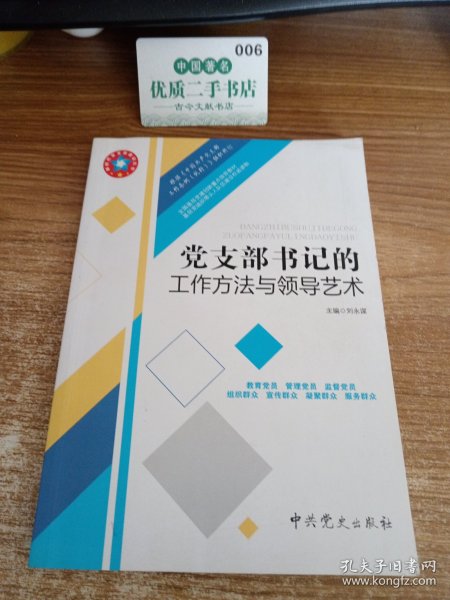 006
中国著名
优质二手书店
古今文献书店
DANGZHIBUSHUJIDEGONG
ZUOFANGFAYULINGDAOYISHU
党支部书记的
工作方法与领导艺术
主编◎刘永谋
教育党员 管理党员 监督党员
组织群众 宣传群众 凝聚群众 服务群众
中共党史出版社
孔夫子旧书网
www.kongfz.com